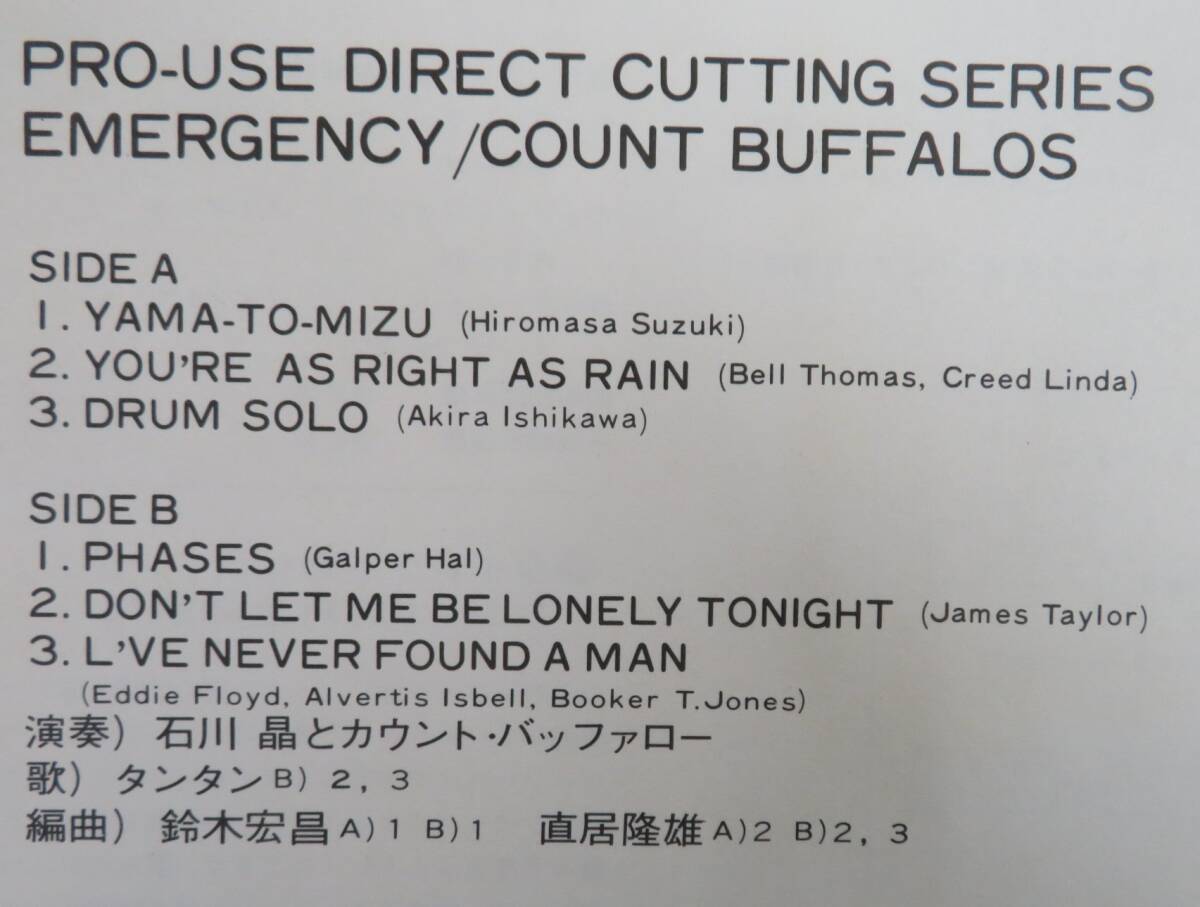 PRO-USE DIRECT CUTTING SERIES
EMERGENCY/COUNT BUFFALOS
SIDE A
1. YAMA-TO-MIZU (Hiromasa Suzuki)
2. YOU'RE AS RIGHT AS RAIN (Bell Thomas, Creed Linda)
3. DRUM SOLO (Akira Ishikawa)
SIDE B
1. PHASES (Galper Hal)
2. DON'T LET ME BE LONELY TONIGHT (James Taylor)
3. L'VE NEVER FOUND A MAN
(Eddie Floyd, Alvertis Isbell, Booker T.Jones)
演奏) 石川 晶とカウント・バッファロー
歌) タンタン B) 2, 3
編曲) 鈴木宏昌 A)1 B)1 直居隆雄 A)2 B)2, 3